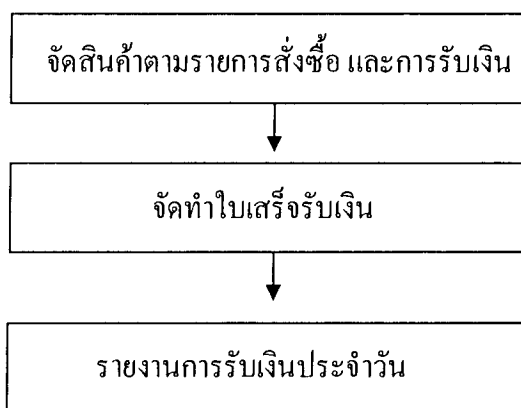 จัดสินค้าตามรายการสั่งซื้อ และการรับเงิน
จัดทำใบเสร็จรับเงิน
รายงานการรับเงินประจำวัน